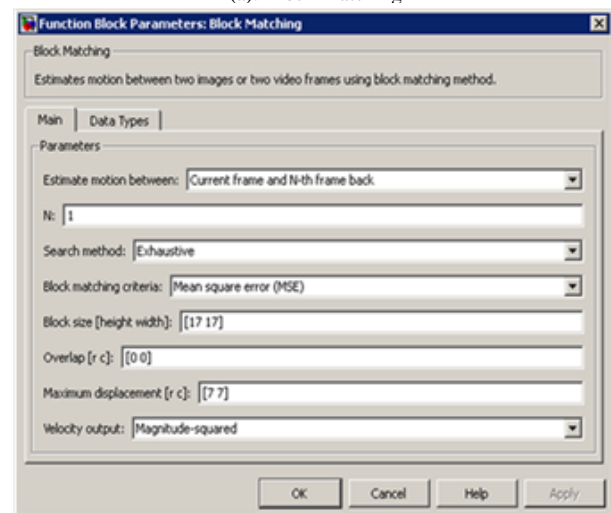 Function Block Parameters: Block Matching
Block Matching
Estimates motion between two images or two video frames using block matching method.
Main Data Types
Parameters
Estimate motion between: Current frame and N-th frame back
N: 1
Search method: Exhaustive
Block matching criteria: Mean square error (MSE)
Block size [height width]: [17 17]
Overlap [r c]: [0 0]
Maximum displacement [r c]: [7 7]
Velocity output: Magnitude-squared
OK Cancel Help Apply